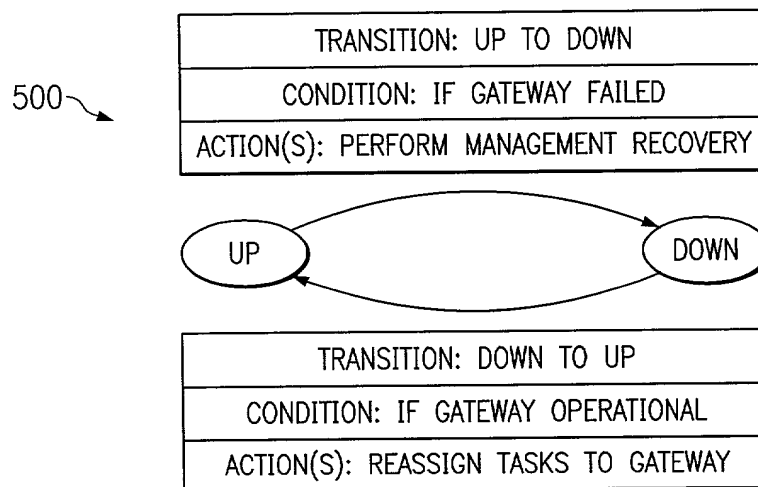 TRANSITION: UP TO DOWN
500
CONDITION: IF GATEWAY FAILED
ACTION(S): PERFORM MANAGEMENT RECOVERY
UP
DOWN
TRANSITION: DOWN TO UP
CONDITION: IF GATEWAY OPERATIONAL
ACTION(S): REASSIGN TASKS TO GATEWAY